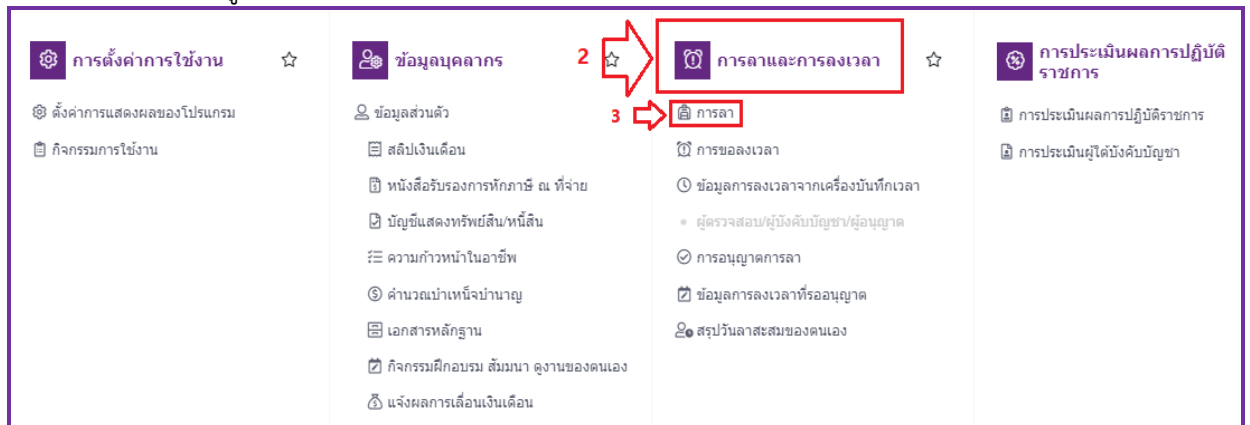 การตั้งค่าการใช้งาน
ตั้งค่าการแสดงผลของโปรแกรม
กิจกรรมการใช้งาน
ข้อมูลบุคลากร
ข้อมูลส่วนตัว
สลิปเงินเดือน
หนังสือรับรองการหักภาษี ณ ที่จ่าย
บัญชีแสดงทรัพย์สิน/หนี้สิน
ความก้าวหน้าในอาชีพ
คำนวณบำเหน็จบำนาญ
เอกสารหลักฐาน
กิจกรรมฝึกอบรม สัมมนา ดูงานของตนเอง
แจ้งผลการเลื่อนเงินเดือน
2
การลาและการลงเวลา
3
การลา
การขอลงเวลา
ข้อมูลการลงเวลาจากเครื่องบันทึกเวลา
ผู้ตรวจสอบ/ผู้บังคับบัญชา/ผู้อนุญาต
การอนุญาตการลา
ข้อมูลการลงเวลาที่รออนุญาต
สรุปวันลาสะสมของตนเอง
การประเมินผลการปฏิบัติ
ราชการ
การประเมินผลการปฏิบัติราชการ
การประเมินผู้ใต้บังคับบัญชา